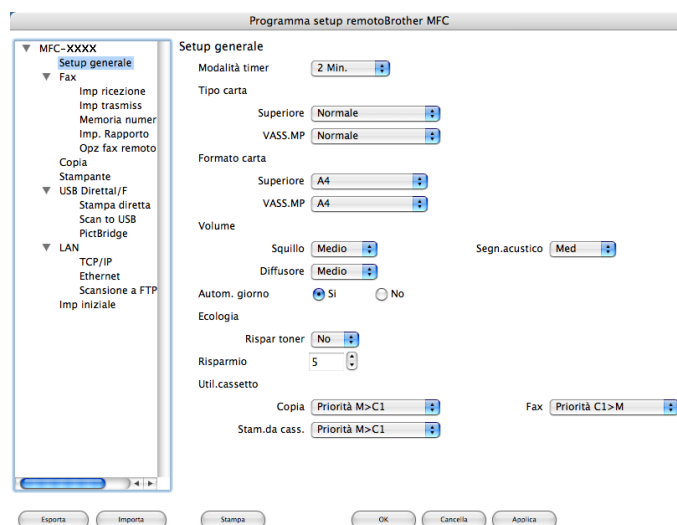 Programma setup remotoBrother MFC
MFC-XXXX
Setup generale
Fax
Imp ricezione
Imp trasmiss
Memoria numer
Imp. Rapporto
Opz fax remoto
Copia
Stampante
USB DirettaI/F
Stampa diretta
Scan to USB
PictBridge
LAN
TCP/IP
Ethernet
Scansione a FTP
Imp iniziale
Setup generale
Modalità timer 2 Min.
Tipo carta
Superiore Normale
VASS.MP Normale
Formato carta
Superiore A4
VASS.MP A4
Volume
Squillo Medio Segn.acustico Med
Diffusore Medio
Autom. giorno Si No
Ecologia
Rispar toner No
Risparmio 5
Util.cassetto
Copia Priorità M>C1 Fax Priorità C1>M
Stam.da cass. Priorità M>C1
Esporta Importa Stampa OK Cancella Applica